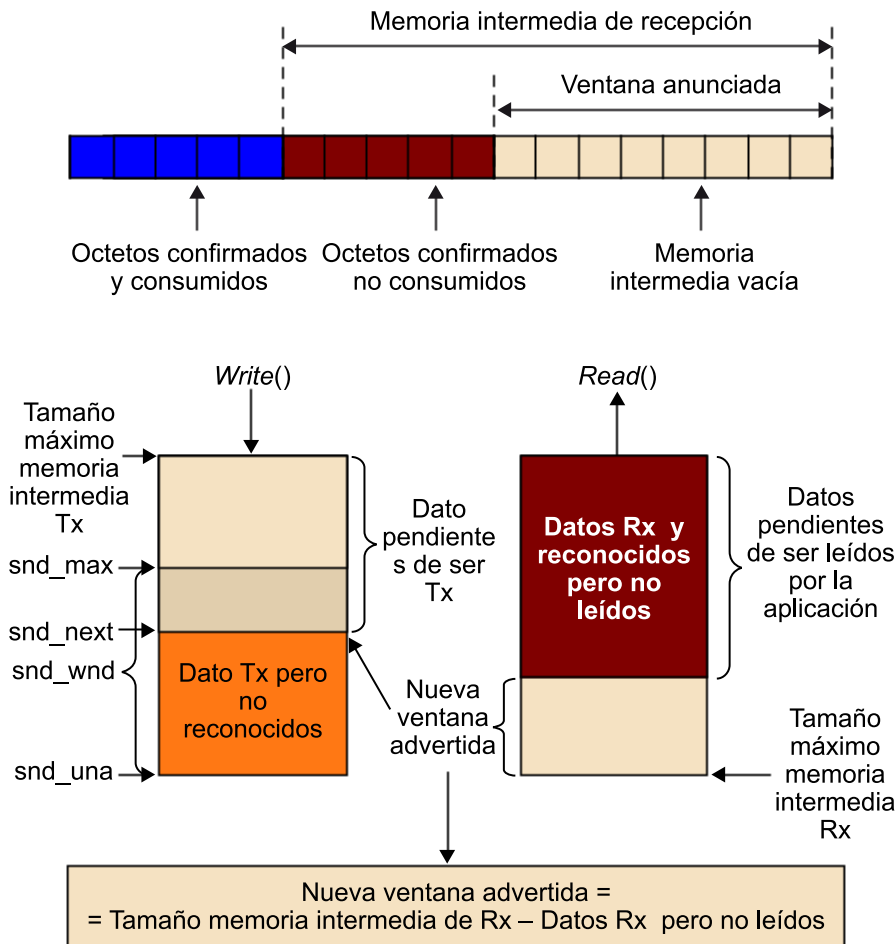 Memoria intermedia de recepción
Ventana anunciada
Octetos confirmados
y consumidos
Octetos confirmados
no consumidos
Memoria
intermedia vacía
Write()
Read()
Tamaño
máximo
memoria
intermedia
Tx
snd_max
snd_next
snd_wnd
snd_una
Dato
pendiente
s de ser
Tx
Dato Tx pero
no
reconocidos
Datos Rx y
reconocidos
pero no
leídos
Datos
pendientes
de ser leídos
por la
aplicación
Nueva
ventana
advertida
Tamaño
máximo
memoria
intermedia
Rx
Nueva ventana advertida =
= Tamaño memoria intermedia de Rx – Datos Rx pero no leídos